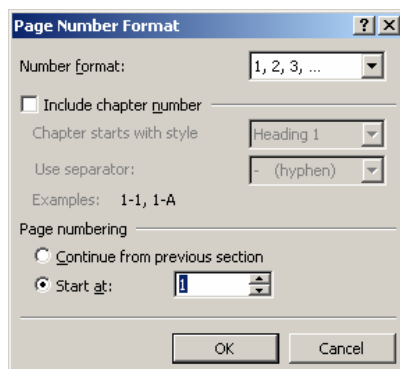 Page Number Format
Number format: 1, 2, 3, ...
Include chapter number
Chapter starts with style Heading 1
Use separator: - (hyphen)
Examples: 1-1, 1-A
Page numbering
Continue from previous section
Start at: 1
OK Cancel